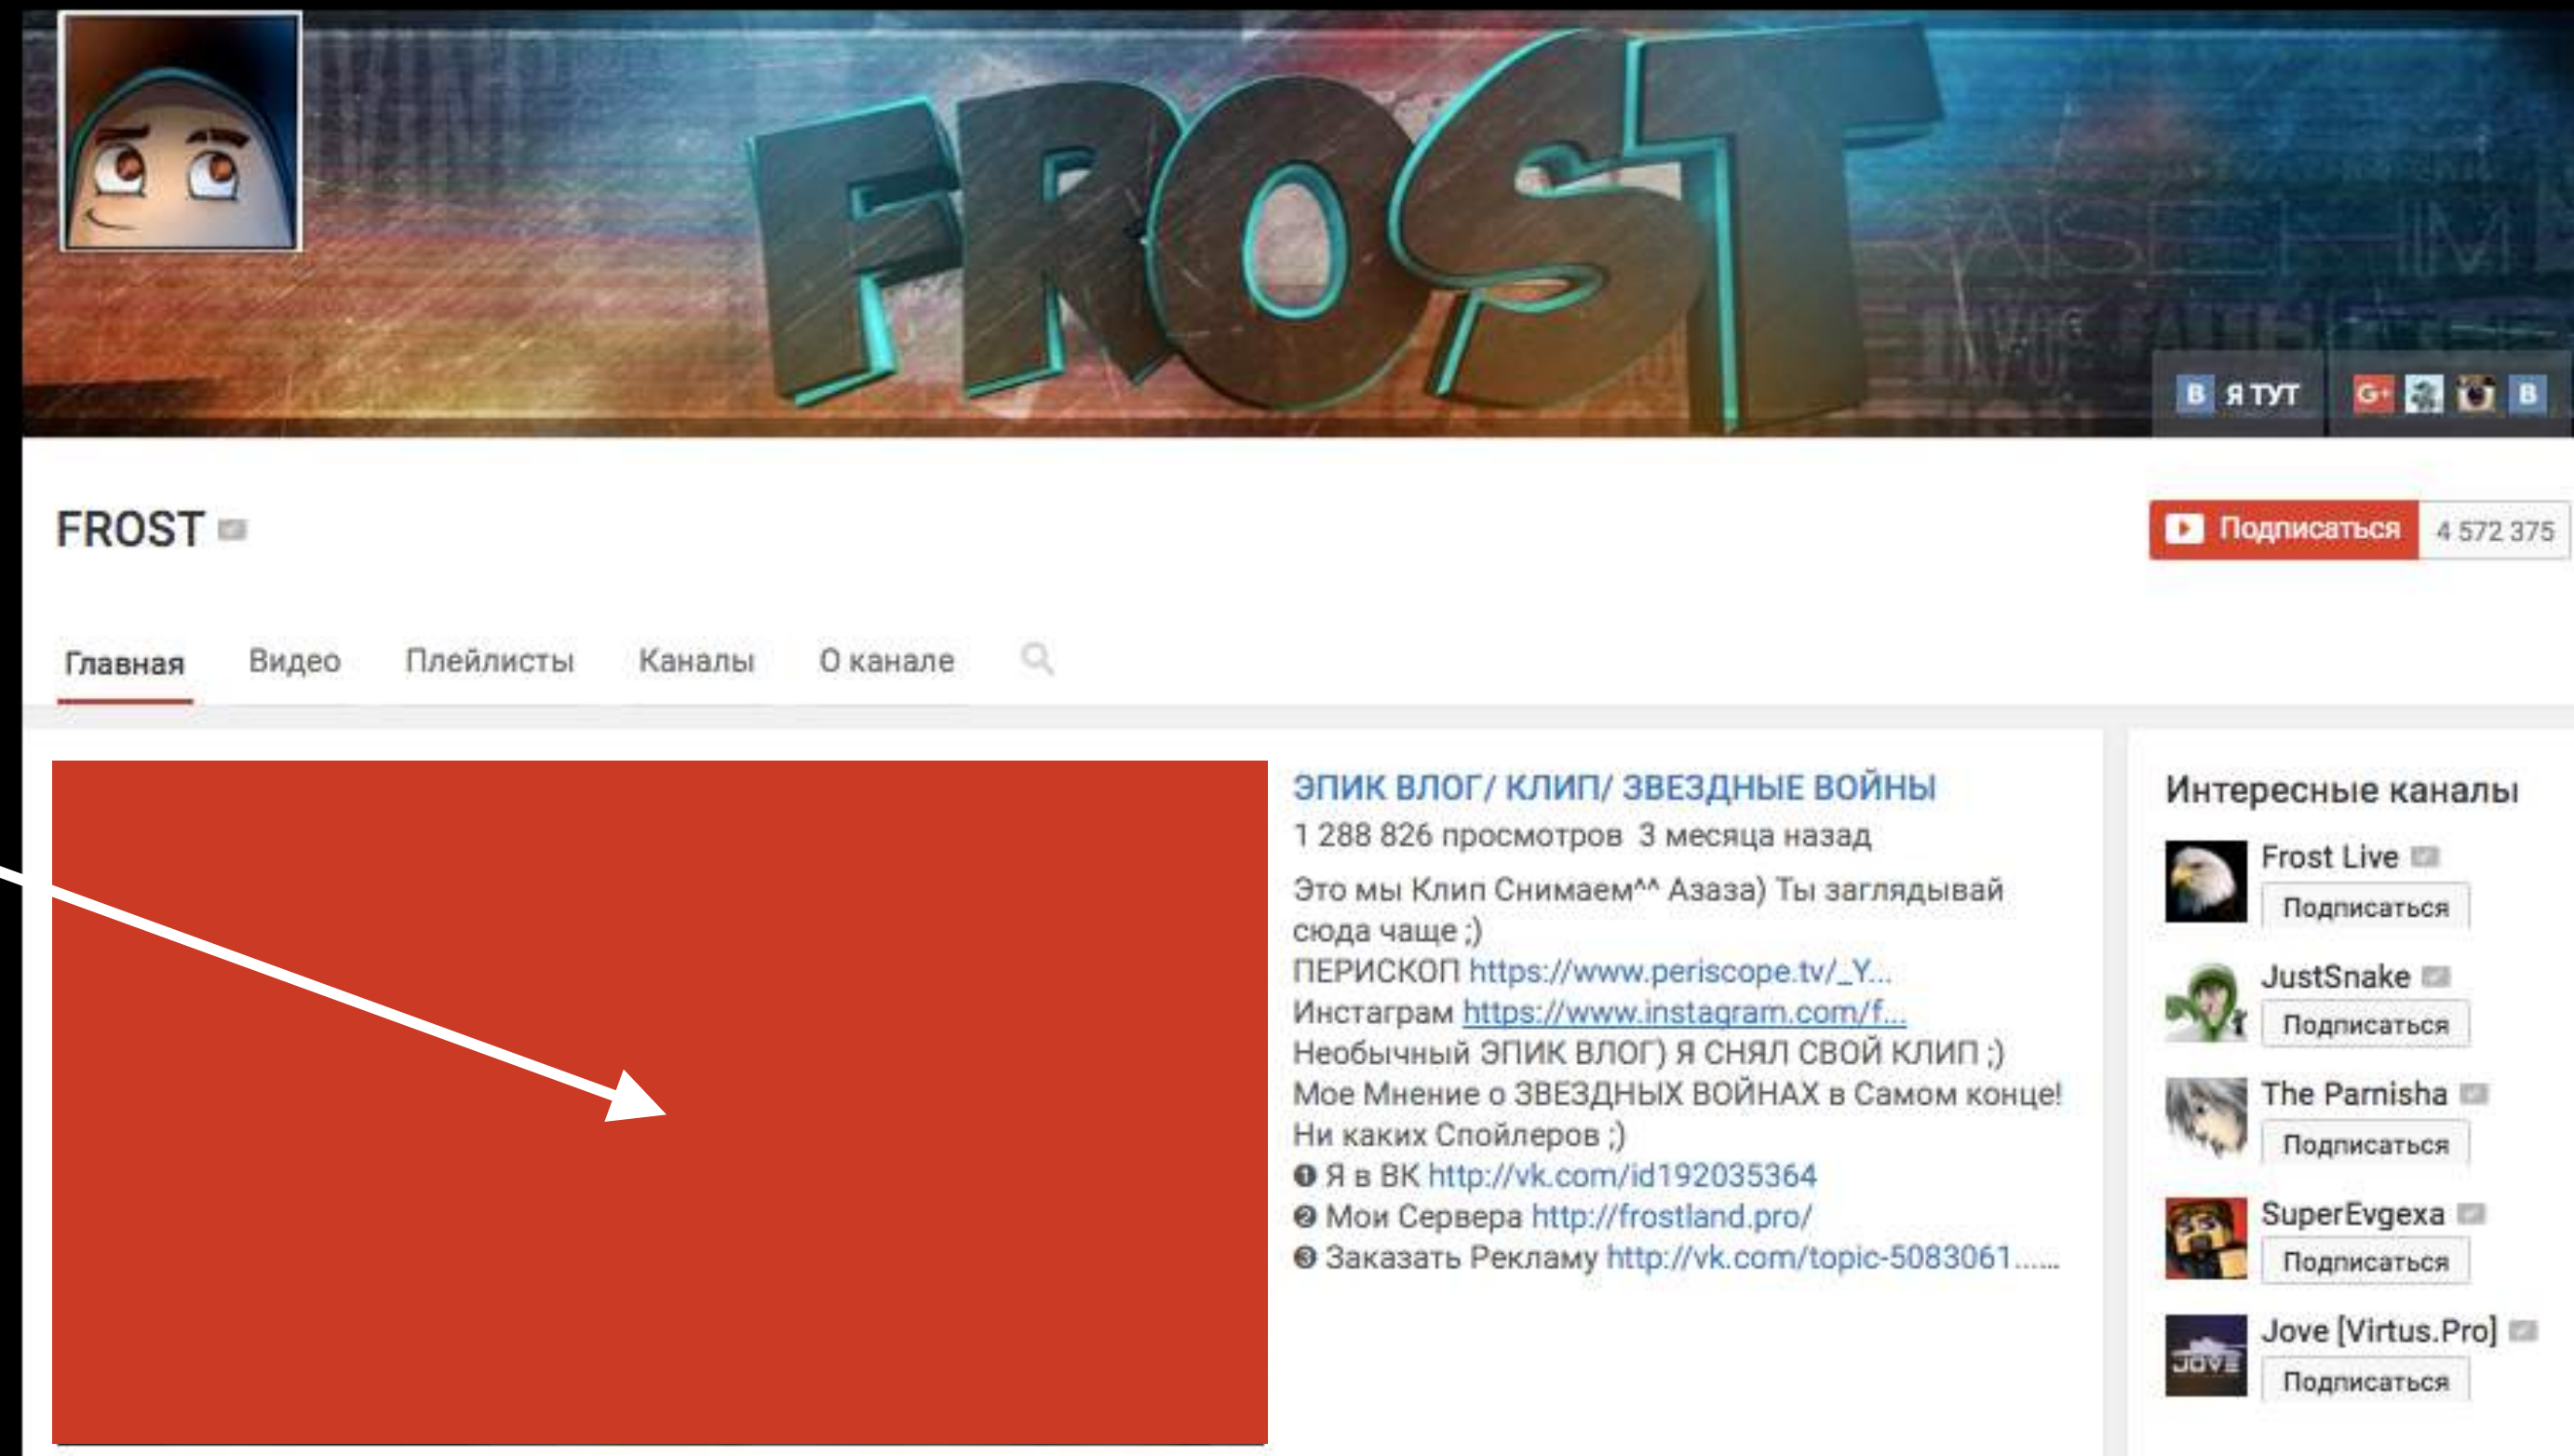 FROST
В Я ТУТ G+ В
FROST
Подписаться 4 572 375
Главная Видео Плейлисты Каналы О канале
ЭПИК ВЛОГ/ КЛИП/ ЗВЕЗДНЫЕ ВОЙНЫ
1 288 826 просмотров 3 месяца назад
Это мы Клип Снимаем^^ Азаза) Ты заглядывай
сюда чаще ;)
ПЕРИСКОП https://www.periscope.tv/_Y...
Инстаграм https://www.instagram.com/f...
Необычный ЭПИК ВЛОГ) Я СНЯЛ СВОЙ КЛИП ;)
Мое Мнение о ЗВЕЗДНЫХ ВОЙНАХ в Самом конце!
Ни каких Спойлеров ;)
❶ Я в ВК http://vk.com/id192035364
❷ Мои Сервера http://frostland.pro/
❸ Заказать Рекламу http://vk.com/topic-5083061......
Интересные каналы
Frost Live
Подписаться
JustSnake
Подписаться
The Parnisha
Подписаться
SuperEvgexa
Подписаться
Jove [Virtus.Pro]
JOVE
Подписаться